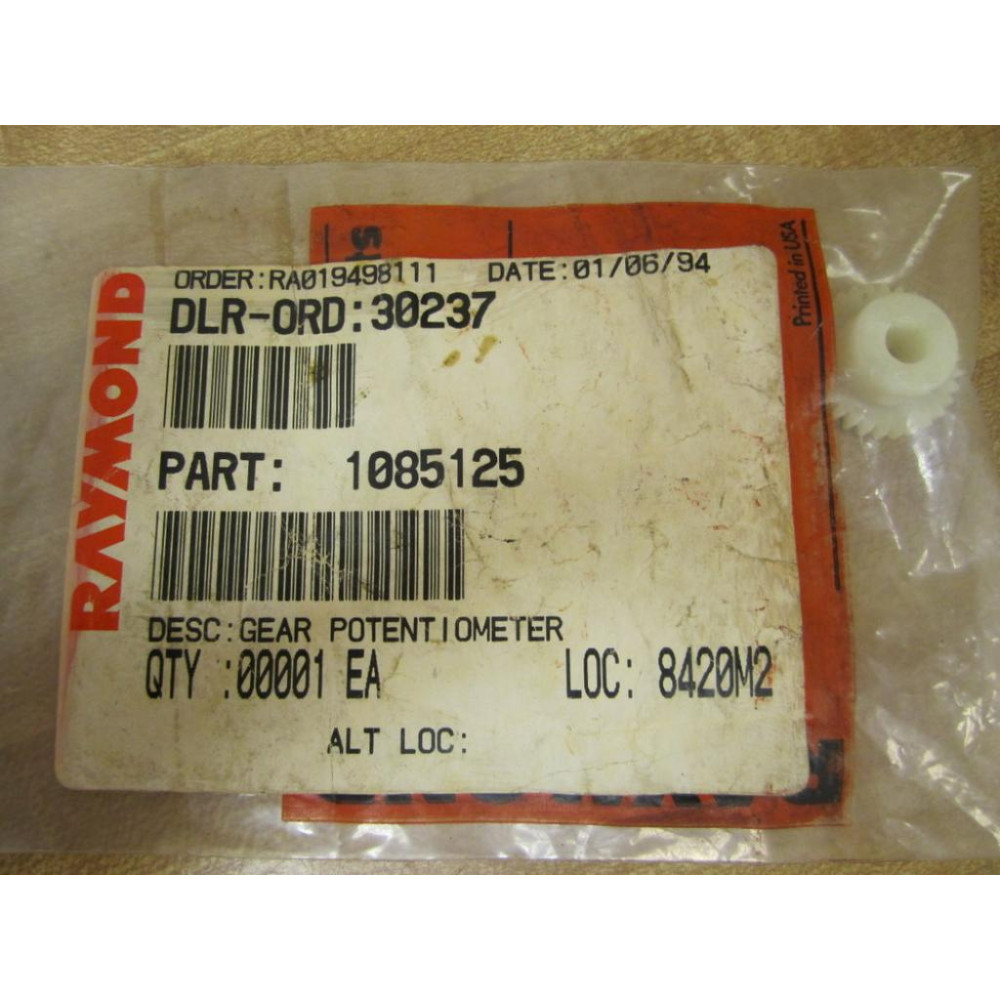 RAYMOND
ORDER:RA019498111 DATE:01/06/94
DLR-ORD:30237
PART: 1085125
DESC:GEAR POTENTIOMETER
QTY :00001 EA LOC: 8420M2
ALT LOC:
Printed in USA